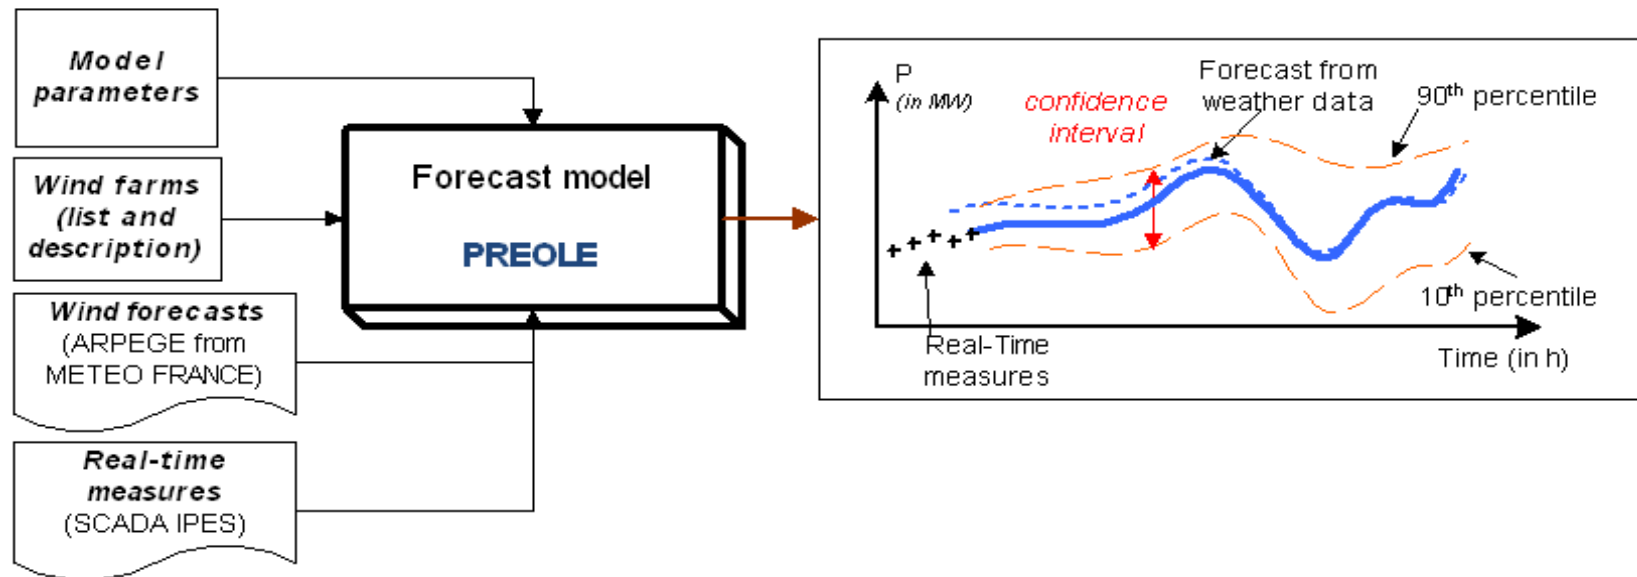 Model
parameters
Wind farms
(list and
description)
Wind forecasts
(ARPEGE from
METEO FRANCE)
Real-time
measures
(SCADA IPES)
Forecast model
PREOLE
P
(in MW)
confidence
interval
Forecast from
weather data
90th percentile
10th percentile
Real-Time
measures
Time (in h)